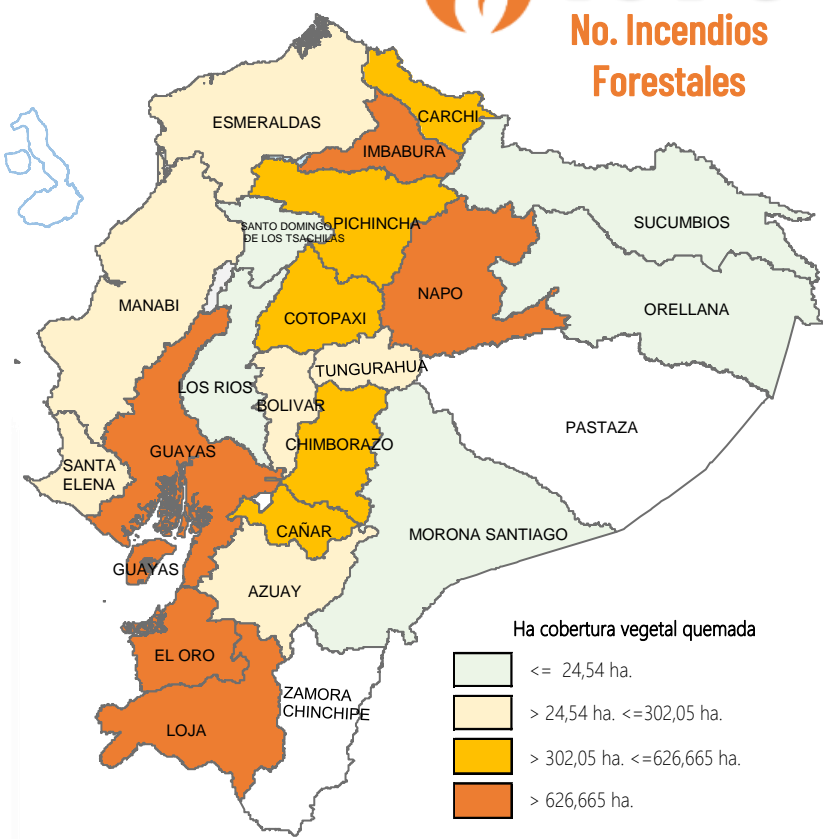 No. Incendios
Forestales
ESMERALDAS
CARCHI
IMBABURA
SANTO DOMINGO
DE LOS TSACHILAS
PICHINCHA
SUCUMBIOS
NAPO
ORELLANA
MANABI
COTOPAXI
TUNGURAHUA
LOS RIOS
BOLIVAR
PASTAZA
CHIMBORAZO
GUAYAS
SANTA
ELENA
CAÑAR
MORONA SANTIAGO
GUAYAS
AZUAY
EL ORO
ZAMORA
CHINCHIPE
LOJA
Ha cobertura vegetal quemada
<= 24,54 ha.
> 24,54 ha. <=302,05 ha.
> 302,05 ha. <=626,665 ha.
> 626,665 ha.